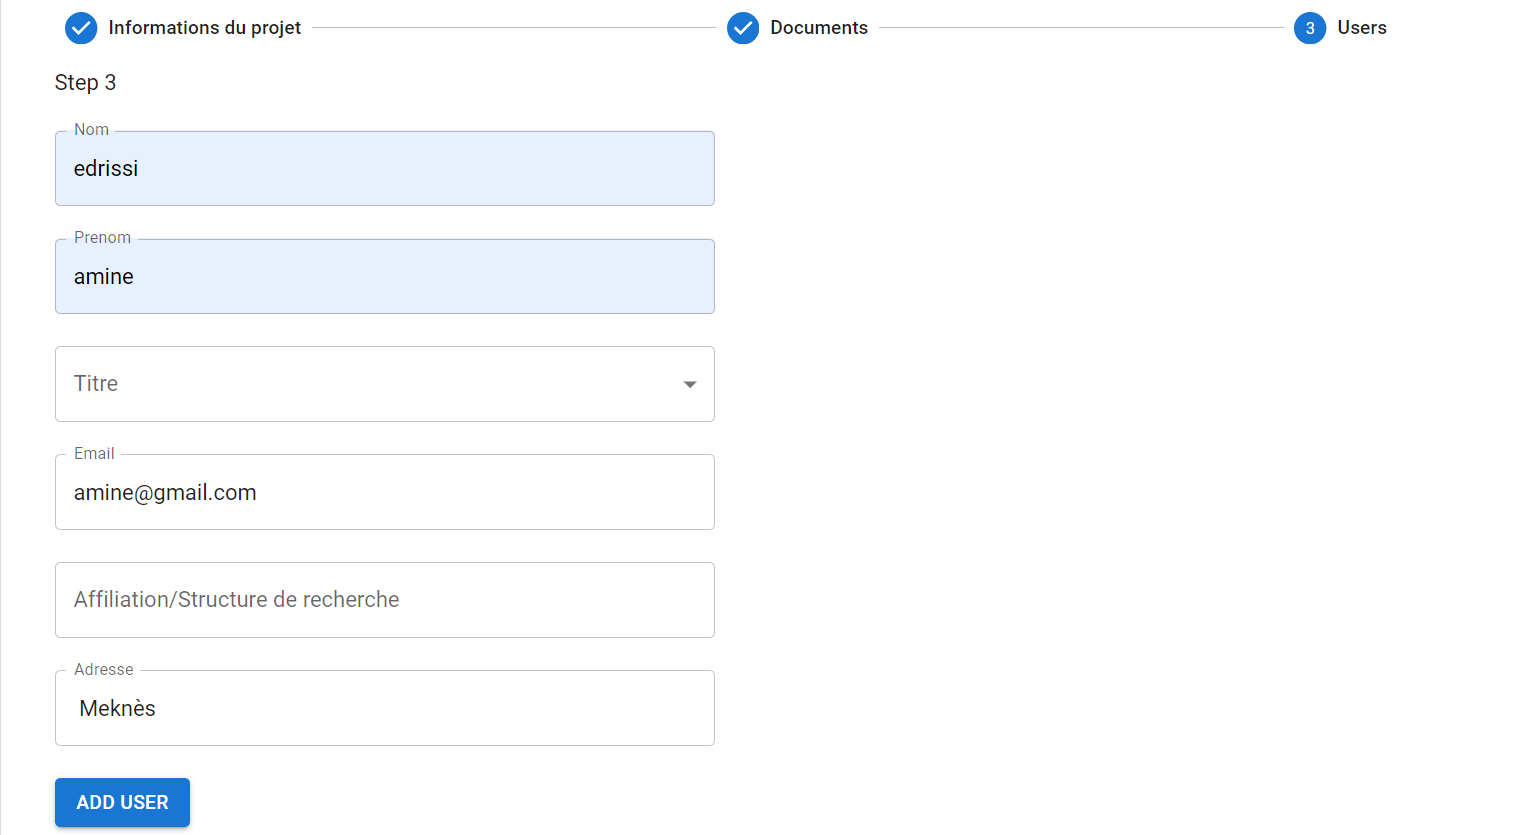 Informations du projet
Documents
3 Users
Step 3
Nom
edrissi
Prenom
amine
Titre
Email
amine@gmail.com
Affiliation/Structure de recherche
Adresse
Meknès
ADD USER